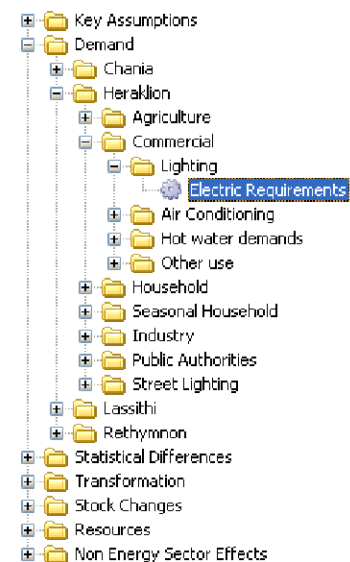 Key Assumptions
Demand
Chania
Heraklion
Agriculture
Commercial
Lighting
Electric Requirements
Air Conditioning
Hot water demands
Other use
Household
Seasonal Household
Industry
Public Authorities
Street Lighting
Lassithi
Rethymnon
Statistical Differences
Transformation
Stock Changes
Resources
Non Energy Sector Effects